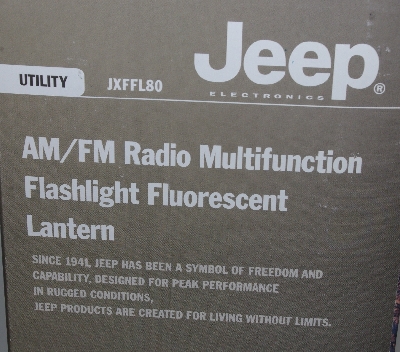 Jeep®
ELECTRONICS
UTILITY JXFFL80
AM/FM Radio Multifunction
Flashlight Fluorescent
Lantern
SINCE 1941, JEEP HAS BEEN A SYMBOL OF FREEDOM AND
CAPABILITY, DESIGNED FOR PEAK PERFORMANCE
IN RUGGED CONDITIONS,
JEEP PRODUCTS ARE CREATED FOR LIVING WITHOUT LIMITS.